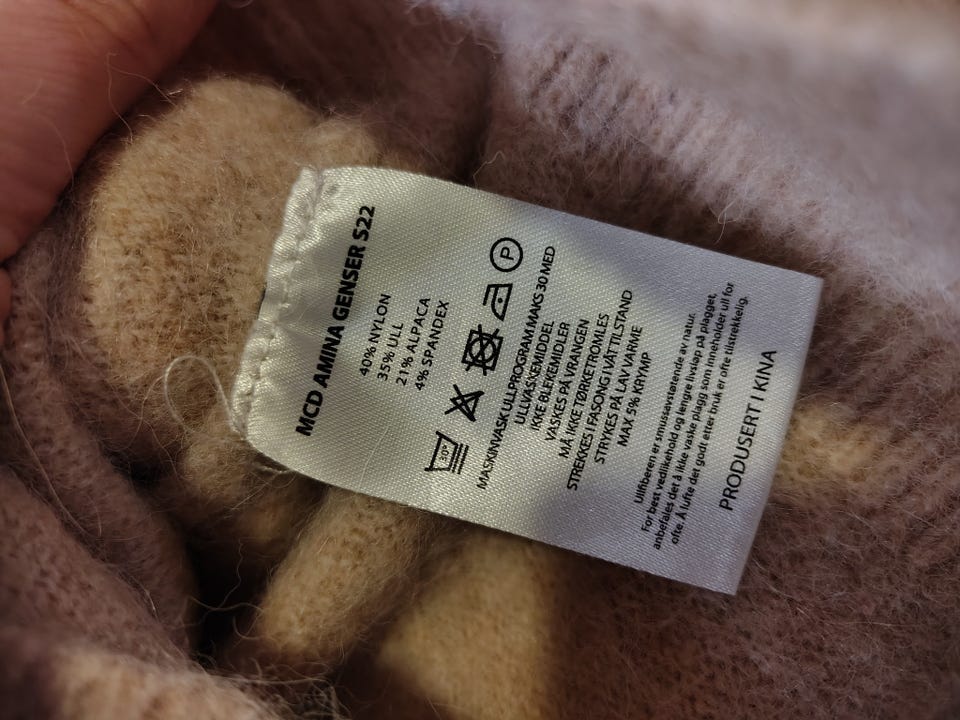 MCD AMINA GENSER S22
40% NYLON
35% ULL
21% ALPACA
4% SPANDEX
30°
P
MASKINVASK ULLPROGRAM MAKS 30 MED
ULLVASKEMIDDEL
IKKE BLEKEMIDLER
VASKES PÅ VRANGEN
MÅ IKKE TØRKETROMLES
STREKKES I FASONG I VÅT TILSTAND
STRYKES PÅ LAV VARME
MAX 5% KRYMP
Ullfiberen er smussavstøtende av natur.
For best vedlikehold og lengre livsløp på plagget,
anbefales det å ikke vaske plagg som inneholder ull for
ofte. Å lufte det godt etter bruk er ofte tilstrekkelig.
PRODUSERT I KINA